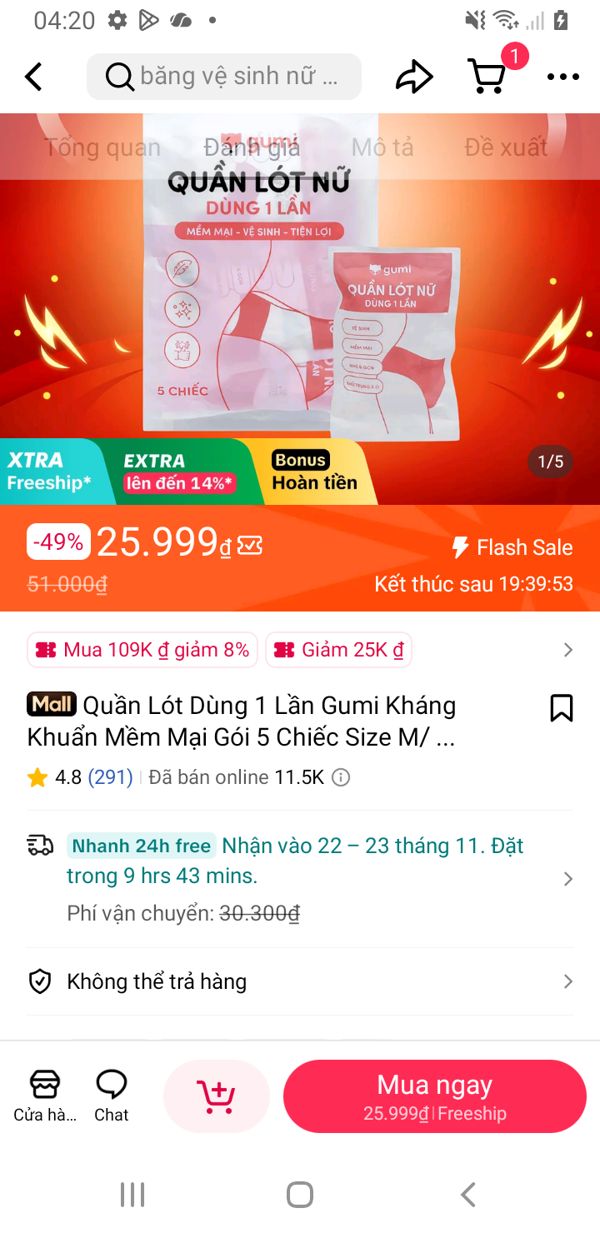 04:20
1
băng vệ sinh nữ ...
Tổng quan
Đánh giá
Mô tả
Đề xuất
gumi
QUẦN LÓT NỮ
DÙNG 1 LẦN
MỀM MẠI - VỆ SINH - TIỆN LỢI
5 CHIẾC
gumi
QUẦN LÓT NỮ
DÙNG 1 LẦN
VỆ SINH
MỀM MẠI
XTRA
Freeship*
EXTRA
lên đến 14%*
Bonus
Hoàn tiền
1/5
-49% 25.999đ
Flash Sale
51.000₫
Kết thúc sau 19:39:53
Mua 109K ₫ giảm 8%
Giảm 25K ₫
Mall Quần Lót Dùng 1 Lần Gumi Kháng
Khuẩn Mềm Mại Gói 5 Chiếc Size M/ ...
4.8 (291) Đã bán online 11.5K
Nhanh 24h free Nhận vào 22 – 23 tháng 11. Đặt
trong 9 hrs 43 mins.
Phí vận chuyển: 30.300₫
Không thể trả hàng
Cửa hà...
Chat
Mua ngay
25.999₫ | Freeship